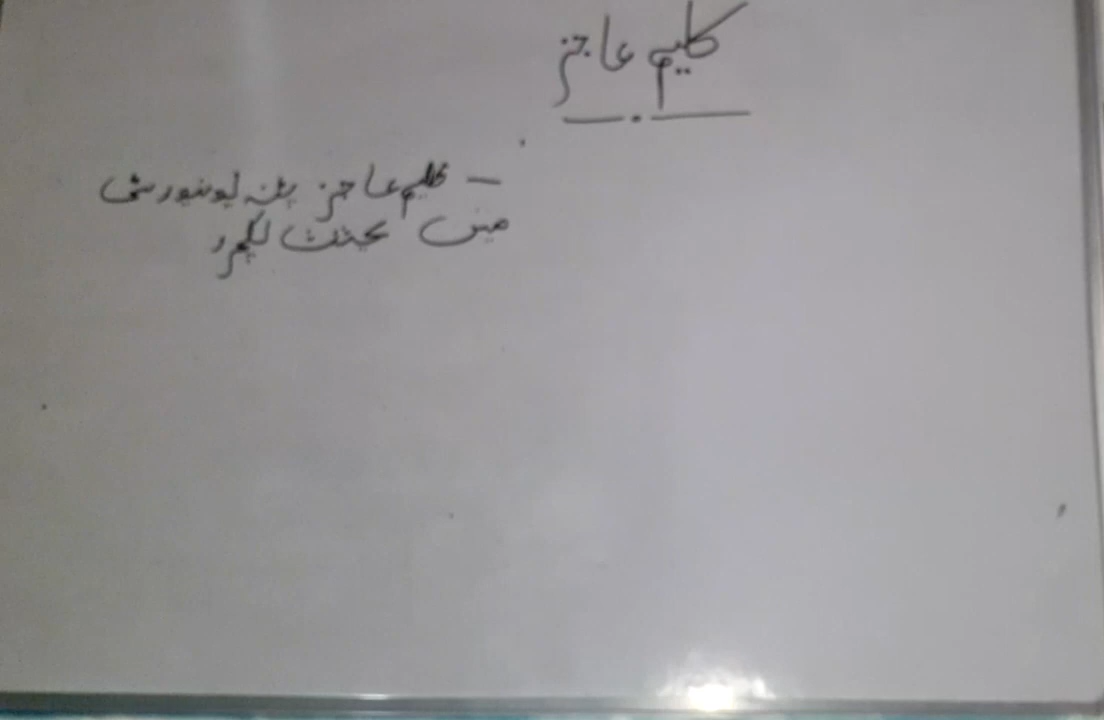 کلیم عاجز
— کلیم عاجز پٹنہ یونیورسٹی
میں بحیثیت لکچرر